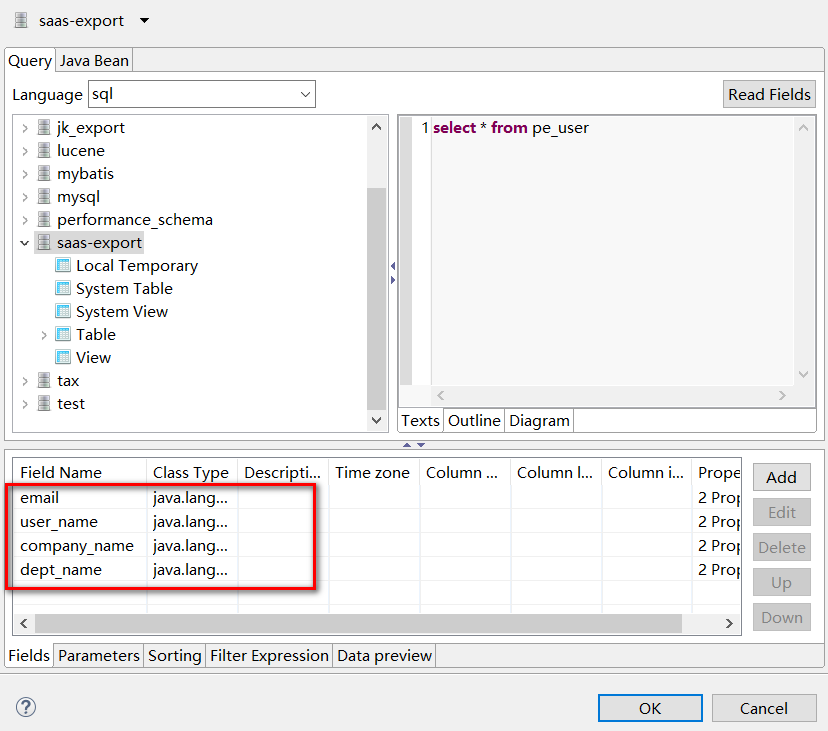 saas-export
Query Java Bean
Language sql Read Fields
jk_export
lucene
mybatis
mysql
performance_schema
saas-export
Local Temporary
System Table
System View
Table
View
tax
test
1 select * from pe_user
Texts Outline Diagram
Field Name Class Type Descripti... Time zone Column ... Column l... Column i... Prope
email java.lang... 2 Prop
user_name java.lang... 2 Prop
company_name java.lang... 2 Prop
dept_name java.lang... 2 Prop
Add
Edit
Delete
Up
Down
Fields Parameters Sorting Filter Expression Data preview
? OK Cancel